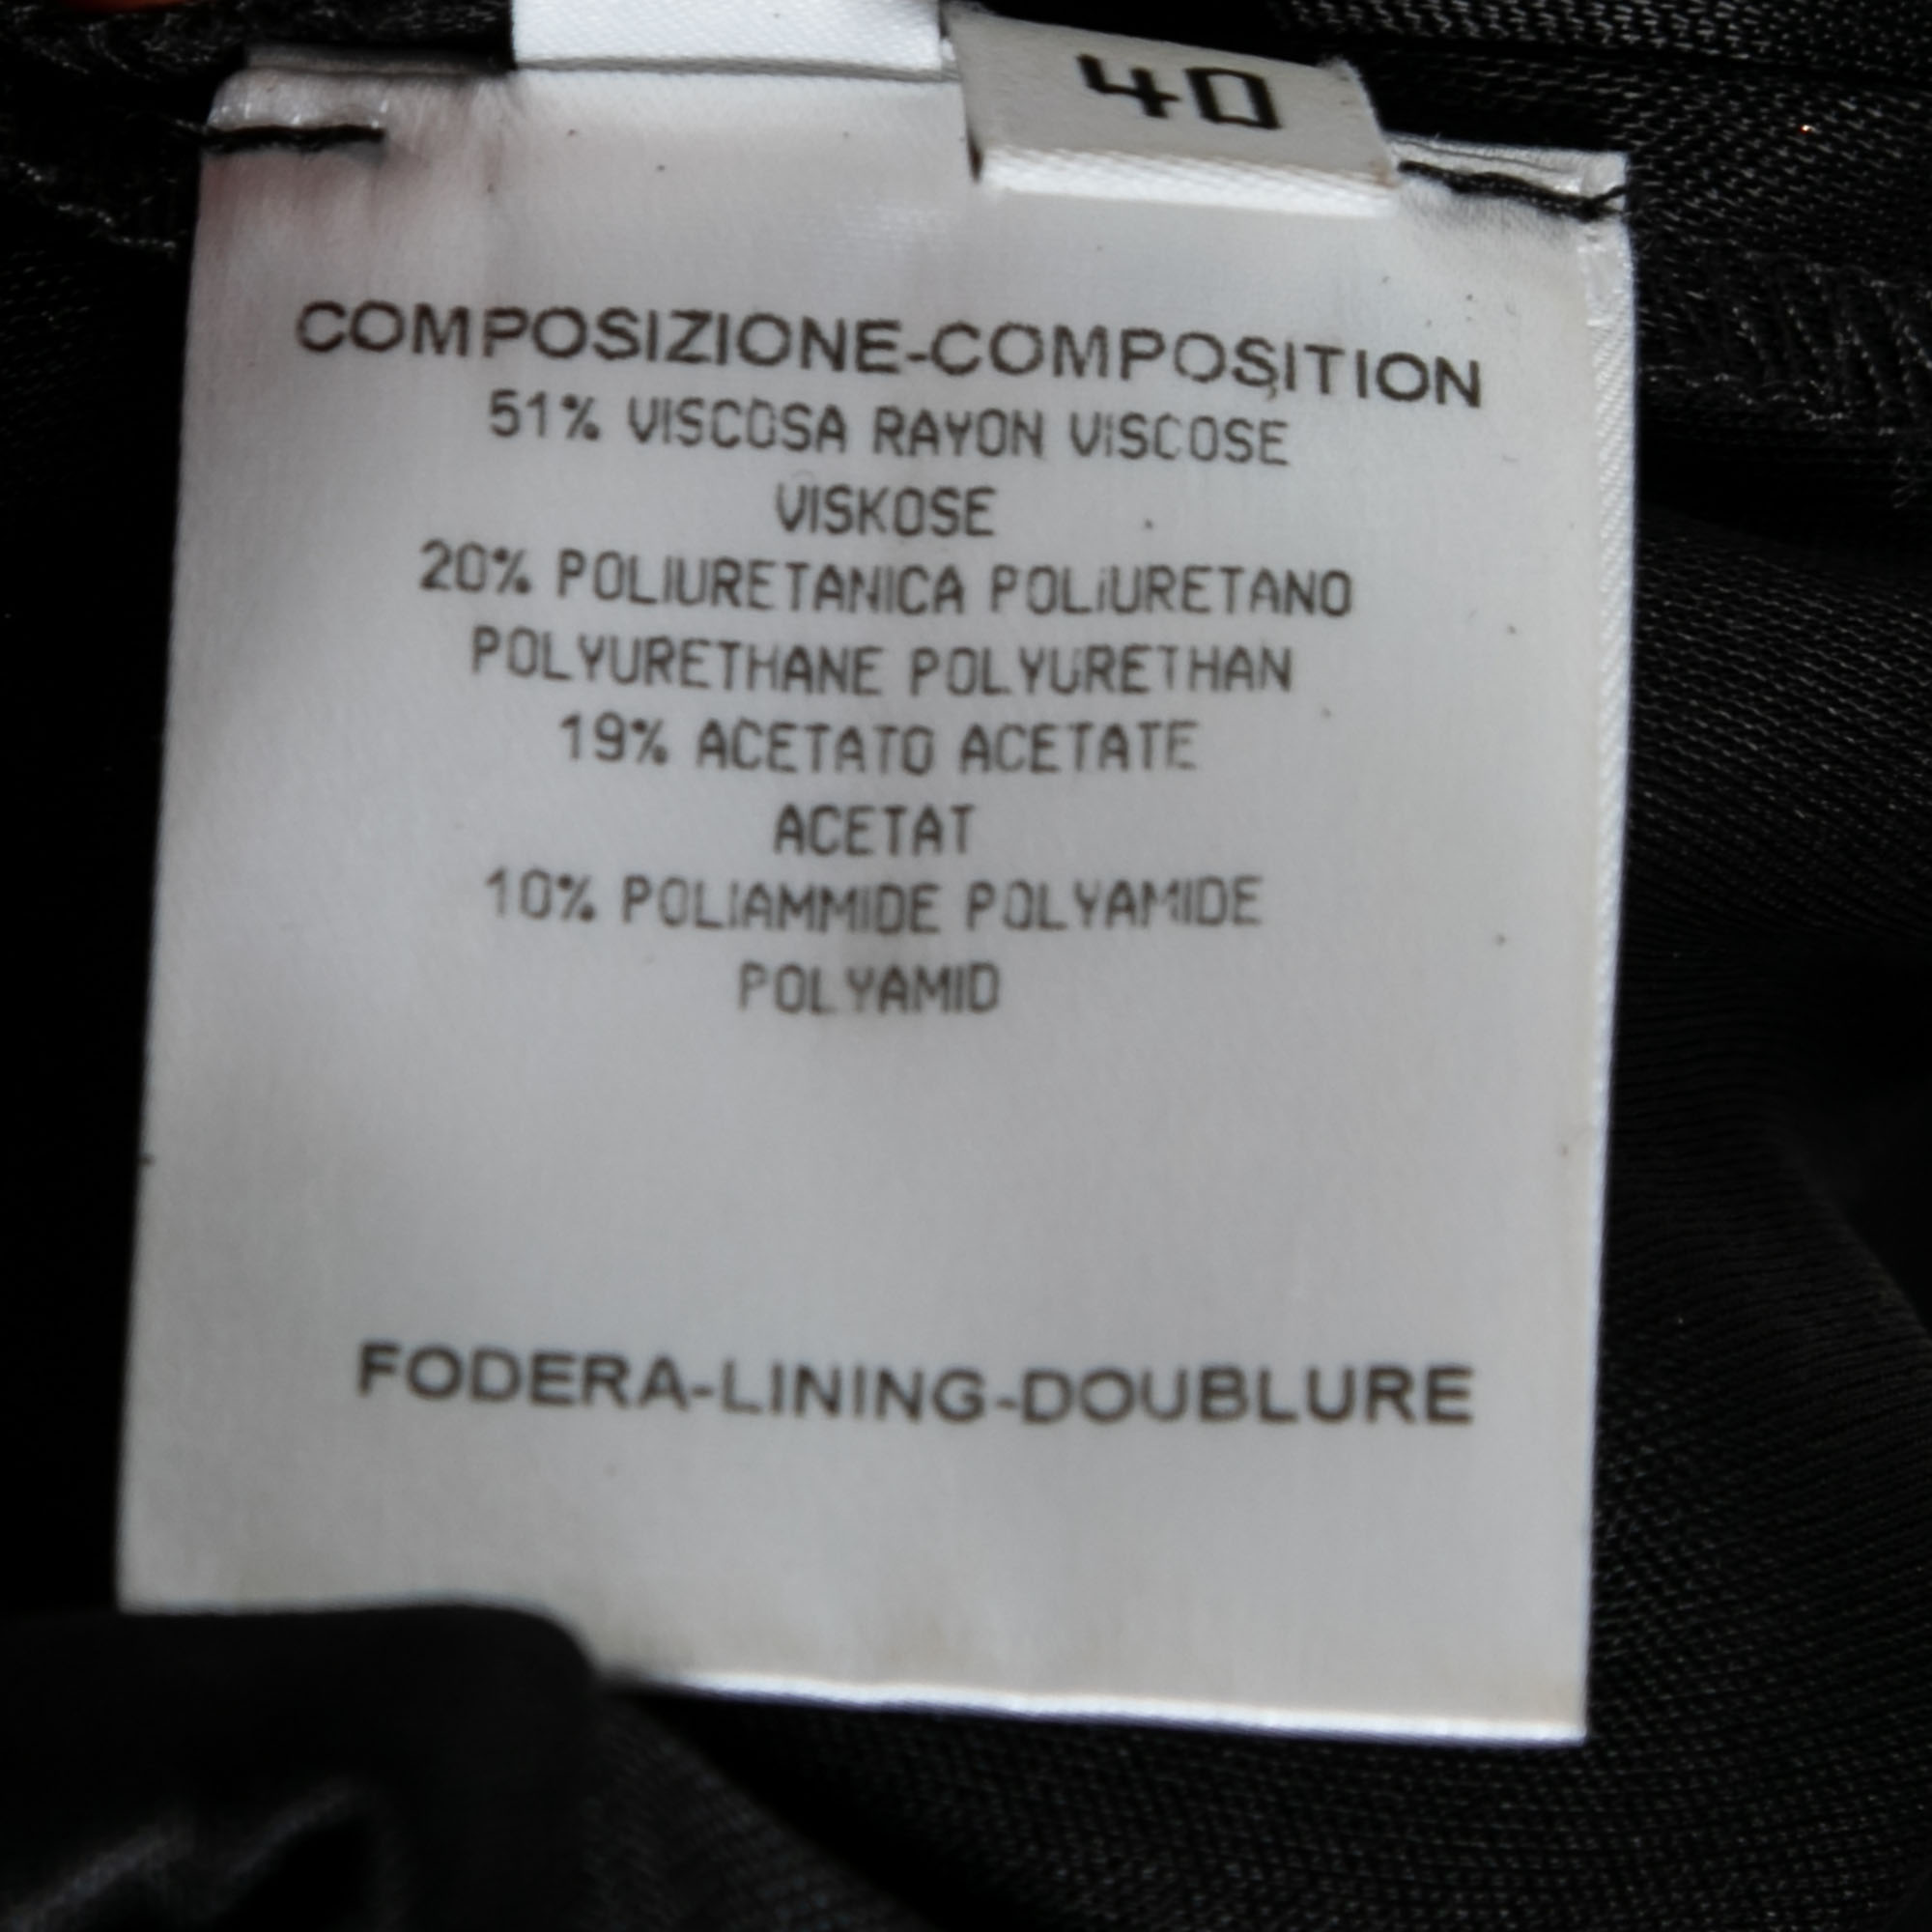 40
COMPOSIZIONE-COMPOSITION
51% VISCOSA RAYON VISCOSE
VISKOSE
20% POLIURETANICA POLIURETANO
POLYURETHANE POLYURETHAN
19% ACETATO ACETATE
ACETAT
10% POLIAMMIDE POLYAMIDE
POLYAMID
FODERA-LINING-DOUBLURE